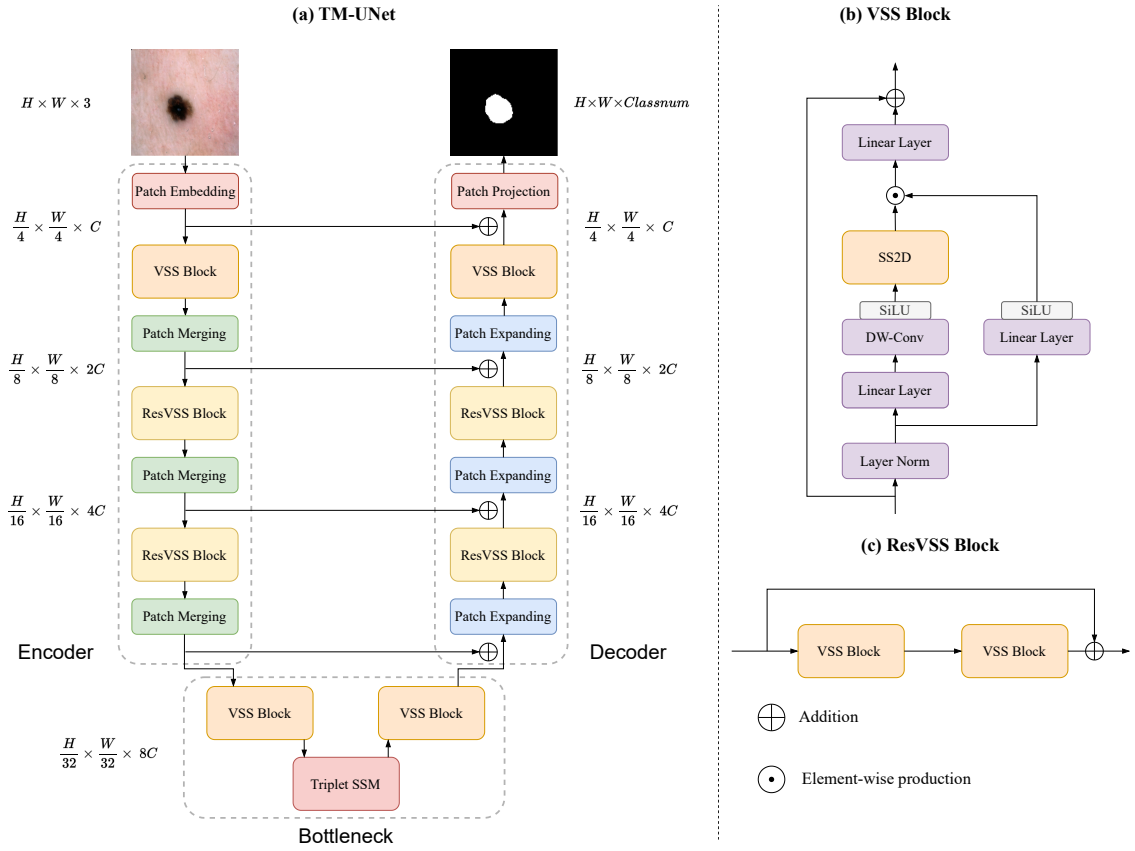 (a) TM-UNet
H × W × 3
H×W×Classnum
Patch Embedding
Patch Projection
H/4 × W/4 × C
H/4 × W/4 × C
VSS Block
VSS Block
Patch Merging
Patch Expanding
H/8 × W/8 × 2C
H/8 × W/8 × 2C
ResVSS Block
ResVSS Block
Patch Merging
Patch Expanding
H/16 × W/16 × 4C
H/16 × W/16 × 4C
ResVSS Block
ResVSS Block
Patch Merging
Patch Expanding
Encoder
Decoder
VSS Block
VSS Block
H/32 × W/32 × 8C
Triplet SSM
Bottleneck
(b) VSS Block
Linear Layer
SS2D
SiLU
SiLU
DW-Conv
Linear Layer
Linear Layer
Layer Norm
(c) ResVSS Block
VSS Block
VSS Block
Addition
Element-wise production